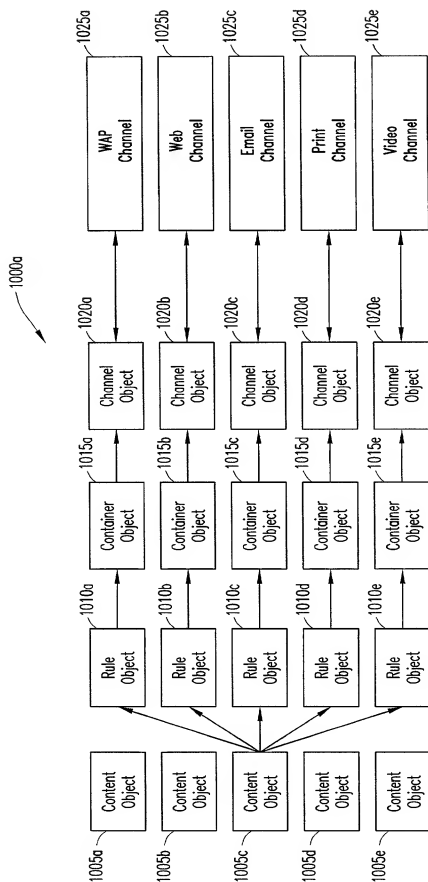 1000a
1005a
Content
Object
1010a
Rule
Object
1015a
Container
Object
1020a
Channel
Object
1025a
WAP
Channel
1005b
Content
Object
1010b
Rule
Object
1015b
Container
Object
1020b
Channel
Object
1025b
Web
Channel
1005c
Content
Object
1010c
Rule
Object
1015c
Container
Object
1020c
Channel
Object
1025c
Email
Channel
1005d
Content
Object
1010d
Rule
Object
1015d
Container
Object
1020d
Channel
Object
1025d
Print
Channel
1005e
Content
Object
1010e
Rule
Object
1015e
Container
Object
1020e
Channel
Object
1025e
Video
Channel